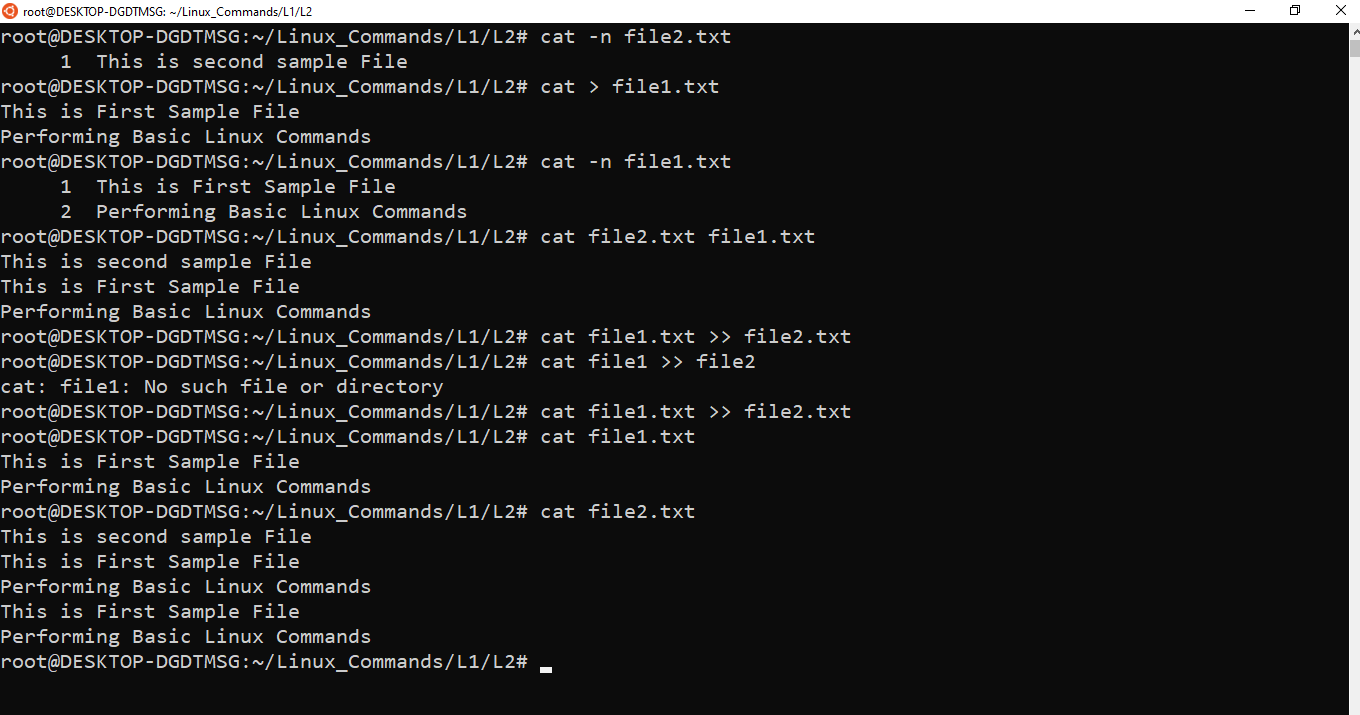 root@DESKTOP-DGDTMSG: ~/Linux_Commands/L1/L2
root@DESKTOP-DGDTMSG:~/Linux_Commands/L1/L2# cat -n file2.txt
     1  This is second sample File
root@DESKTOP-DGDTMSG:~/Linux_Commands/L1/L2# cat > file1.txt
This is First Sample File
Performing Basic Linux Commands
root@DESKTOP-DGDTMSG:~/Linux_Commands/L1/L2# cat -n file1.txt
     1  This is First Sample File
     2  Performing Basic Linux Commands
root@DESKTOP-DGDTMSG:~/Linux_Commands/L1/L2# cat file2.txt file1.txt
This is second sample File
This is First Sample File
Performing Basic Linux Commands
root@DESKTOP-DGDTMSG:~/Linux_Commands/L1/L2# cat file1.txt >> file2.txt
root@DESKTOP-DGDTMSG:~/Linux_Commands/L1/L2# cat file1 >> file2
cat: file1: No such file or directory
root@DESKTOP-DGDTMSG:~/Linux_Commands/L1/L2# cat file1.txt >> file2.txt
root@DESKTOP-DGDTMSG:~/Linux_Commands/L1/L2# cat file1.txt
This is First Sample File
Performing Basic Linux Commands
root@DESKTOP-DGDTMSG:~/Linux_Commands/L1/L2# cat file2.txt
This is second sample File
This is First Sample File
Performing Basic Linux Commands
This is First Sample File
Performing Basic Linux Commands
root@DESKTOP-DGDTMSG:~/Linux_Commands/L1/L2#